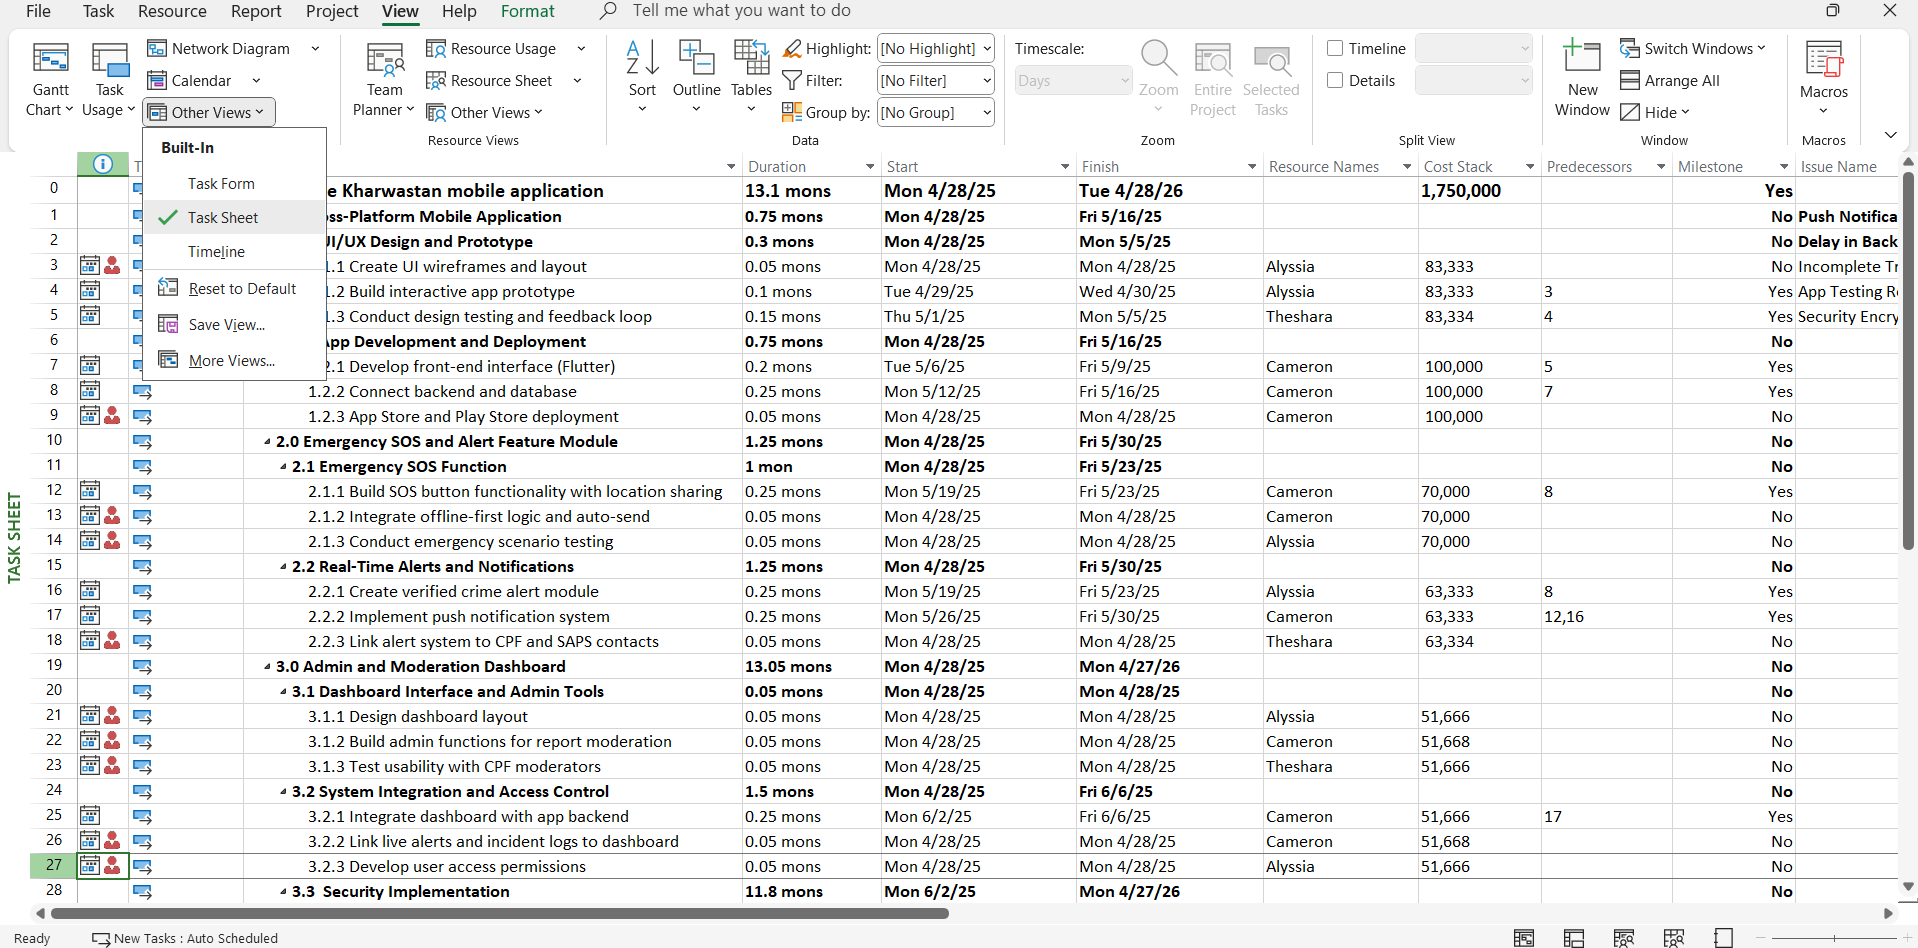 File Task Resource Report Project View Help Format Tell me what you want to do
Gantt Chart
Task Usage
Network Diagram
Calendar
Other Views
Team Planner
Resource Usage
Resource Sheet
Other Views
Resource Views
Sort
Outline
Tables
Highlight: [No Highlight]
Filter: [No Filter]
Group by: [No Group]
Data
Timescale:
Days
Zoom
Entire Project
Selected Tasks
Zoom
Timeline
Details
Split View
New Window
Switch Windows
Arrange All
Hide
Window
Macros
Macros
Built-In
Task Form
Task Sheet
Timeline
Reset to Default
Save View...
More Views...
TASK SHEET
Duration Start Finish Resource Names Cost Stack Predecessors Milestone Issue Name
0 Kharwastan mobile application 13.1 mons Mon 4/28/25 Tue 4/28/26 1,750,000 Yes
1 ss-Platform Mobile Application 0.75 mons Mon 4/28/25 Fri 5/16/25 No Push Notifica
2 UI/UX Design and Prototype 0.3 mons Mon 4/28/25 Mon 5/5/25 No Delay in Back
3 .1 Create UI wireframes and layout 0.05 mons Mon 4/28/25 Mon 4/28/25 Alyssia 83,333 No Incomplete Tr
4 .2 Build interactive app prototype 0.1 mons Tue 4/29/25 Wed 4/30/25 Alyssia 83,333 3 Yes App Testing Re
5 .3 Conduct design testing and feedback loop 0.15 mons Thu 5/1/25 Mon 5/5/25 Theshara 83,334 4 Yes Security Encry
6 App Development and Deployment 0.75 mons Mon 4/28/25 Fri 5/16/25 No
7 2.1 Develop front-end interface (Flutter) 0.2 mons Tue 5/6/25 Fri 5/9/25 Cameron 100,000 5 Yes
8 1.2.2 Connect backend and database 0.25 mons Mon 5/12/25 Fri 5/16/25 Cameron 100,000 7 Yes
9 1.2.3 App Store and Play Store deployment 0.05 mons Mon 4/28/25 Mon 4/28/25 Cameron 100,000 No
10 2.0 Emergency SOS and Alert Feature Module 1.25 mons Mon 4/28/25 Fri 5/30/25 No
11 2.1 Emergency SOS Function 1 mon Mon 4/28/25 Fri 5/23/25 No
12 2.1.1 Build SOS button functionality with location sharing 0.25 mons Mon 5/19/25 Fri 5/23/25 Cameron 70,000 8 Yes
13 2.1.2 Integrate offline-first logic and auto-send 0.05 mons Mon 4/28/25 Mon 4/28/25 Cameron 70,000 No
14 2.1.3 Conduct emergency scenario testing 0.05 mons Mon 4/28/25 Mon 4/28/25 Alyssia 70,000 No
15 2.2 Real-Time Alerts and Notifications 1.25 mons Mon 4/28/25 Fri 5/30/25 No
16 2.2.1 Create verified crime alert module 0.25 mons Mon 5/19/25 Fri 5/23/25 Alyssia 63,333 8 Yes
17 2.2.2 Implement push notification system 0.25 mons Mon 5/26/25 Fri 5/30/25 Cameron 63,333 12,16 Yes
18 2.2.3 Link alert system to CPF and SAPS contacts 0.05 mons Mon 4/28/25 Mon 4/28/25 Theshara 63,334 No
19 3.0 Admin and Moderation Dashboard 13.05 mons Mon 4/28/25 Mon 4/27/26 No
20 3.1 Dashboard Interface and Admin Tools 0.05 mons Mon 4/28/25 Mon 4/28/25 No
21 3.1.1 Design dashboard layout 0.05 mons Mon 4/28/25 Mon 4/28/25 Alyssia 51,666 No
22 3.1.2 Build admin functions for report moderation 0.05 mons Mon 4/28/25 Mon 4/28/25 Cameron 51,668 No
23 3.1.3 Test usability with CPF moderators 0.05 mons Mon 4/28/25 Mon 4/28/25 Theshara 51,666 No
24 3.2 System Integration and Access Control 1.5 mons Mon 4/28/25 Fri 6/6/25 No
25 3.2.1 Integrate dashboard with app backend 0.25 mons Mon 6/2/25 Fri 6/6/25 Cameron 51,666 17 Yes
26 3.2.2 Link live alerts and incident logs to dashboard 0.05 mons Mon 4/28/25 Mon 4/28/25 Cameron 51,668 No
27 3.2.3 Develop user access permissions 0.05 mons Mon 4/28/25 Mon 4/28/25 Alyssia 51,666 No
28 3.3 Security Implementation 11.8 mons Mon 6/2/25 Mon 4/27/26 No
Ready New Tasks : Auto Scheduled